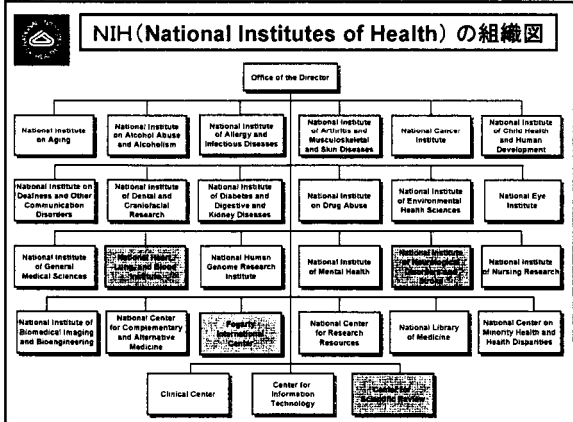 NIH(National Institutes of Health) の組織図
Office of the Director
National Institute
on Aging
National Institute
on Alcohol Abuse
and Alcoholism
National Institute
of Allergy and
Infectious Diseases
National Institute
of Arthritis and
Musculoskeletal
and Skin Diseases
National Cancer
Institute
National Institute
of Child Health
and Human
Development
National Institute on
Deafness and Other
Communication
Disorders
National Institute
of Dental and
Craniofacial
Research
National Institute
of Diabetes and
Digestive and
Kidney Diseases
National Institute
on Drug Abuse
National Institute
of Environmental
Health Sciences
National Eye
Institute
National Institute
of General
Medical Sciences
National Heart,
Lung, and Blood
Institute
National Human
Genome Research
Institute
National Institute
of Mental Health
National Institute
of Neurological
Disorders and
Stroke
National Institute
of Nursing Research
National Institute of
Biomedical Imaging
and Bioengineering
National Center
for Complementary
and Alternative
Medicine
Fogarty
International
Center
National Center
for Research
Resources
National Library
of Medicine
National Center on
Minority Health and
Health Disparities
Clinical Center
Center for
Information
Technology
Center for
Scientific Review